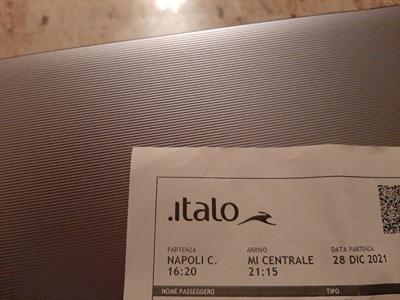 .italo
PARTENZA ARRIVO DATA PARTENZA
NAPOLI C. MI CENTRALE 28 DIC 2021
16:20 21:15
NOME PASSEGGERO TIPO